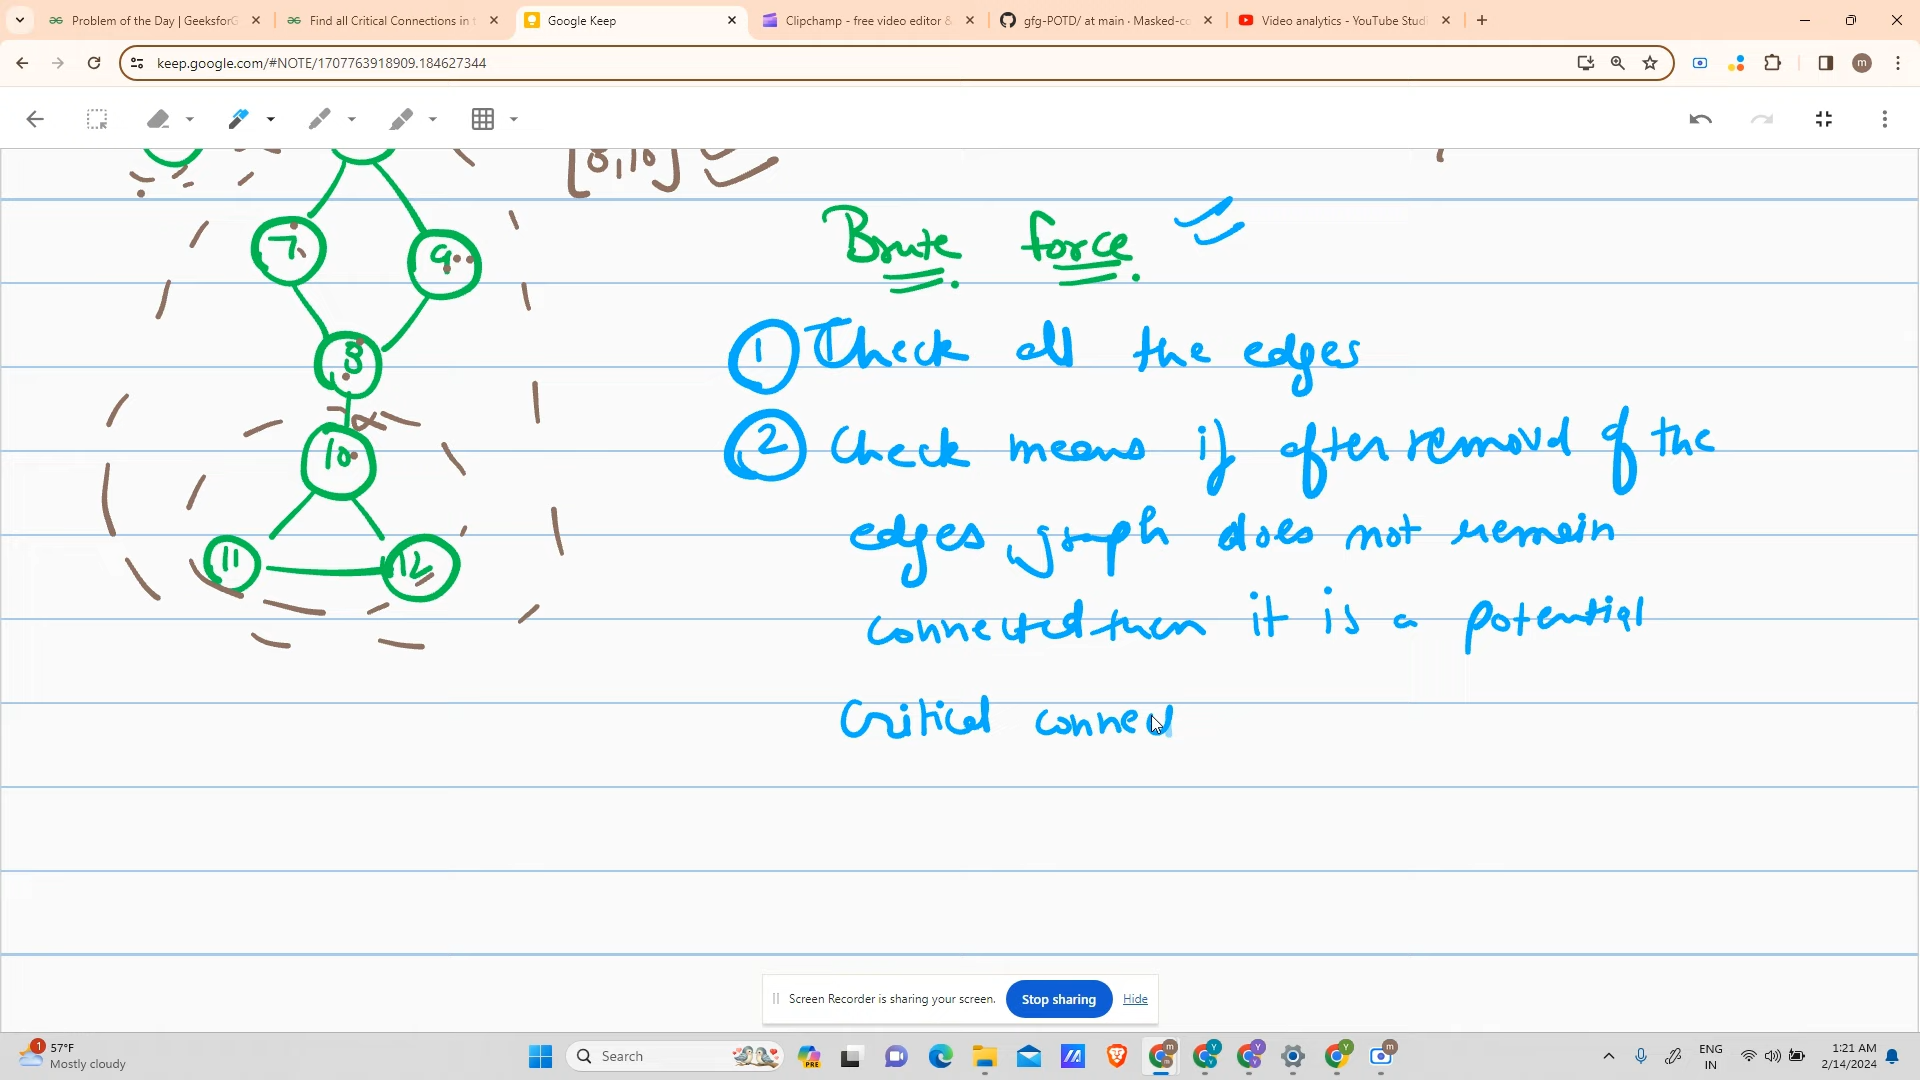 Problem of the Day | GeeksforG
Find all Critical Connections in t
Google Keep
Clipchamp - free video editor &
gfg-POTD/ at main · Masked-co
Video analytics - YouTube Studi
keep.google.com/#NOTE/1707763918909.184627344
m
[8,10]
7
9
8
10
11
12
Brute force.
1 Check all the edges
2 Check means if after removal of the
edges, graph does not remain
connected then it is a potential
Critical connec
Screen Recorder is sharing your screen.
Stop sharing
Hide
1
57°F
Mostly cloudy
Search
PRE
ENG
IN
1:21 AM
2/14/2024